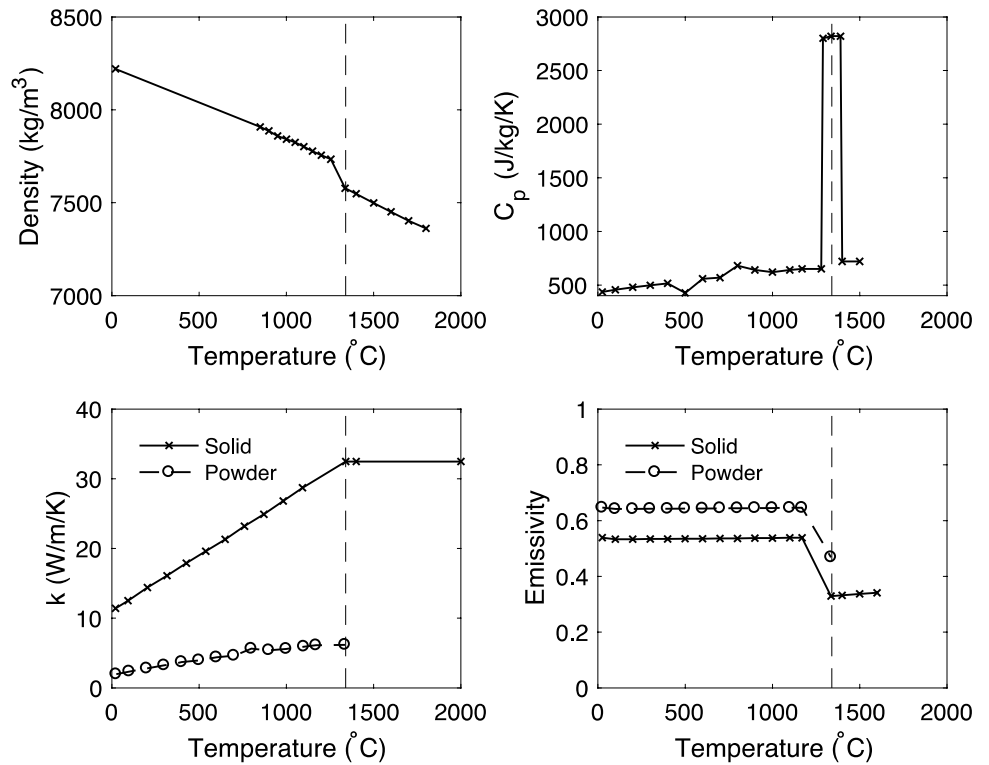 8500
8000
7500
7000
Density (kg/m3)
0 500 1000 1500 2000
Temperature (°C)
3000
2500
2000
1500
1000
500
Cp (J/kg/K)
0 500 1000 1500 2000
Temperature (°C)
40
30
20
10
0
k (W/m/K)
Solid
Powder
0 500 1000 1500 2000
Temperature (°C)
1
0.8
0.6
0.4
0.2
0
Emissivity
Solid
Powder
0 500 1000 1500 2000
Temperature (°C)